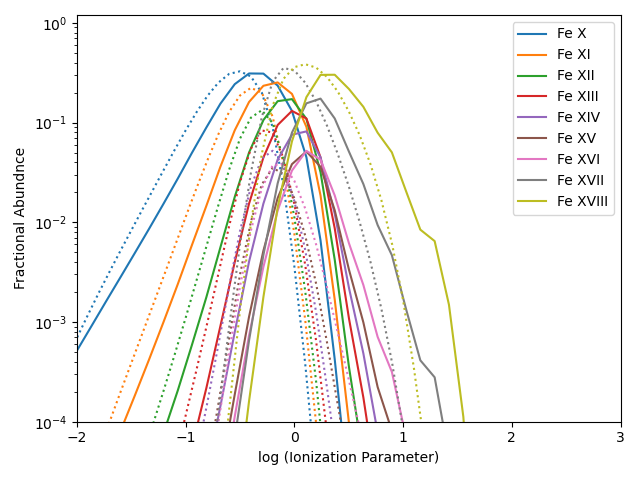 10⁰
10⁻¹
10⁻²
10⁻³
10⁻⁴
Fractional Abundnce
−2
−1
0
1
2
3
log (Ionization Parameter)
Fe X
Fe XI
Fe XII
Fe XIII
Fe XIV
Fe XV
Fe XVI
Fe XVII
Fe XVIII